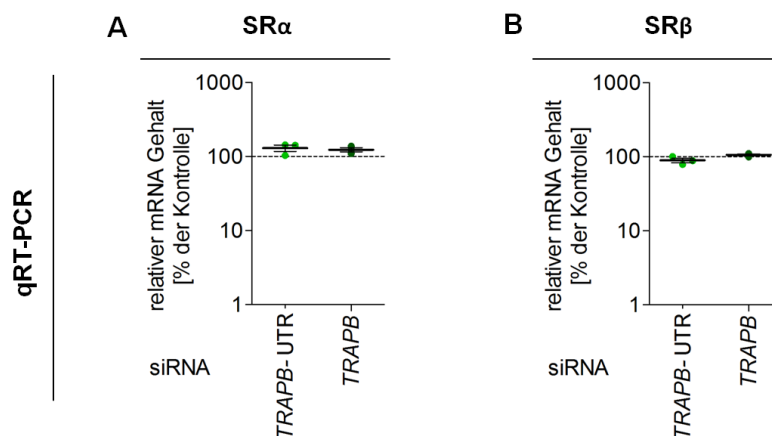 A
SRα
B
SRβ
qRT-PCR
relativer mRNA Gehalt
[% der Kontrolle]
1000
100
10
1
siRNA
TRAPB- UTR
TRAPB
relativer mRNA Gehalt
[% der Kontrolle]
1000
100
10
1
siRNA
TRAPB- UTR
TRAPB